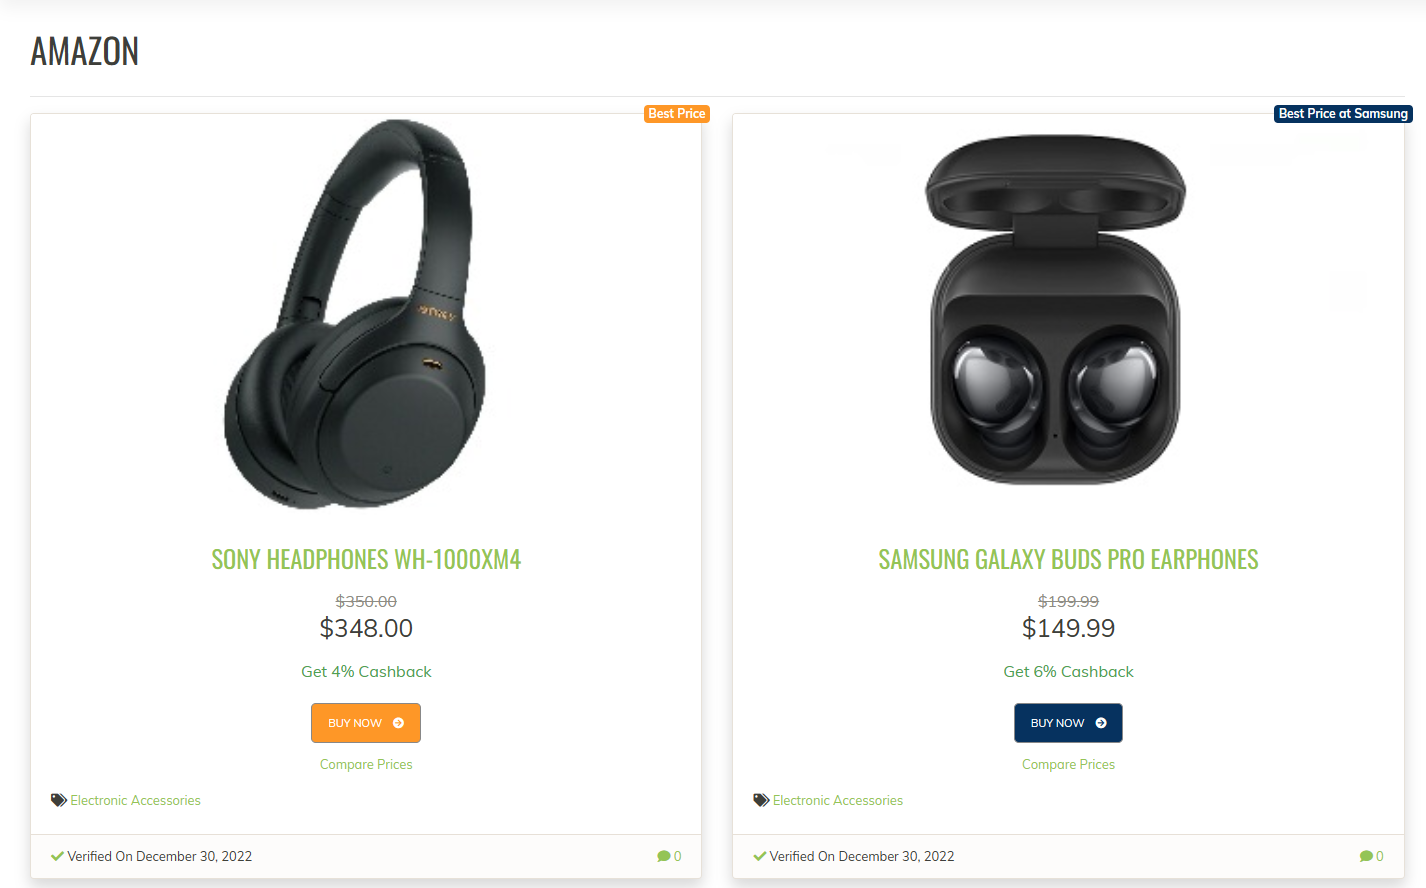 AMAZON
Best Price
SONY HEADPHONES WH-1000XM4
$350.00
$348.00
Get 4% Cashback
BUY NOW
Compare Prices
Electronic Accessories
Verified On December 30, 2022
0
Best Price at Samsung
SAMSUNG GALAXY BUDS PRO EARPHONES
$199.99
$149.99
Get 6% Cashback
BUY NOW
Compare Prices
Electronic Accessories
Verified On December 30, 2022
0